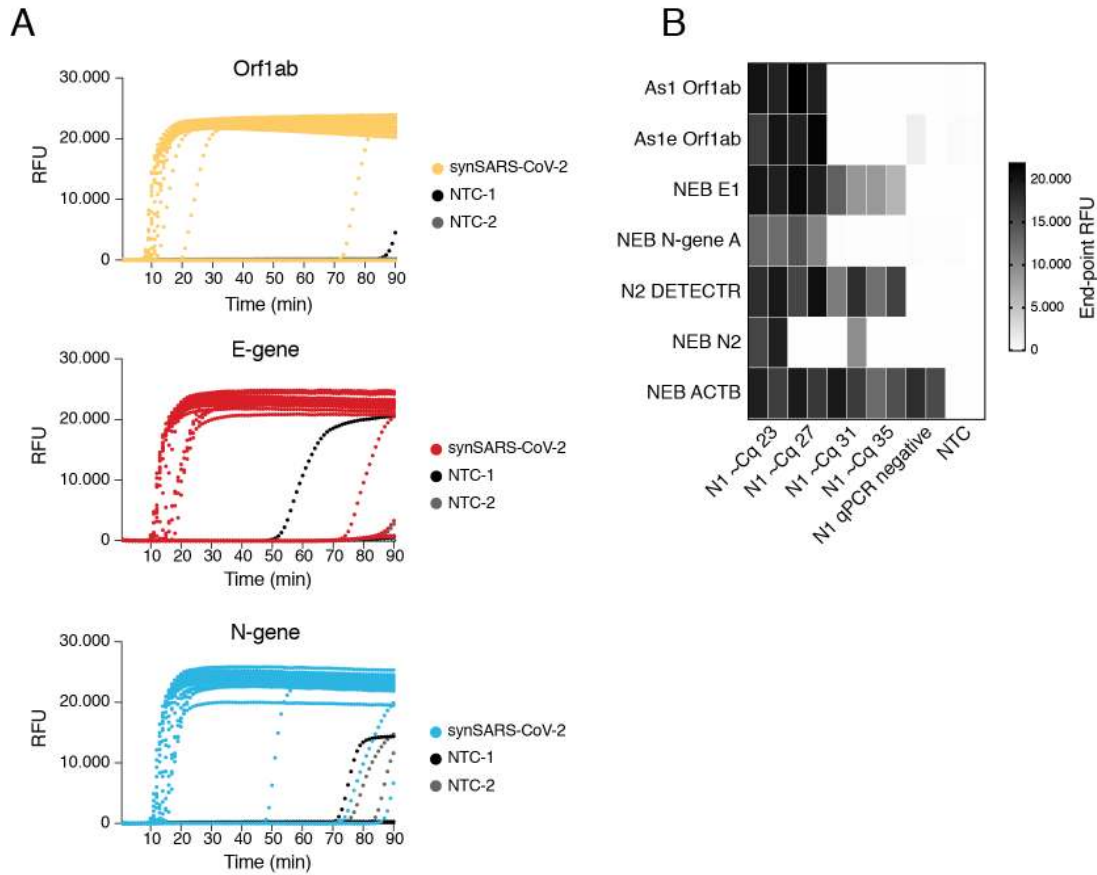 A
Orf1ab
30.000
20.000
10.000
0
RFU
10 20 30 40 50 60 70 80 90
Time (min)
synSARS-CoV-2
NTC-1
NTC-2
E-gene
30.000
20.000
10.000
0
RFU
10 20 30 40 50 60 70 80 90
Time (min)
synSARS-CoV-2
NTC-1
NTC-2
N-gene
30.000
20.000
10.000
0
RFU
10 20 30 40 50 60 70 80 90
Time (min)
synSARS-CoV-2
NTC-1
NTC-2
B
As1 Orf1ab
As1e Orf1ab
NEB E1
NEB N-gene A
N2 DETECTR
NEB N2
NEB ACTB
N1 ~Cq 23
N1 ~Cq 27
N1 ~Cq 31
N1 ~Cq 35
N1 qPCR negative
NTC
20.000
15.000
10.000
5.000
0
End-point RFU